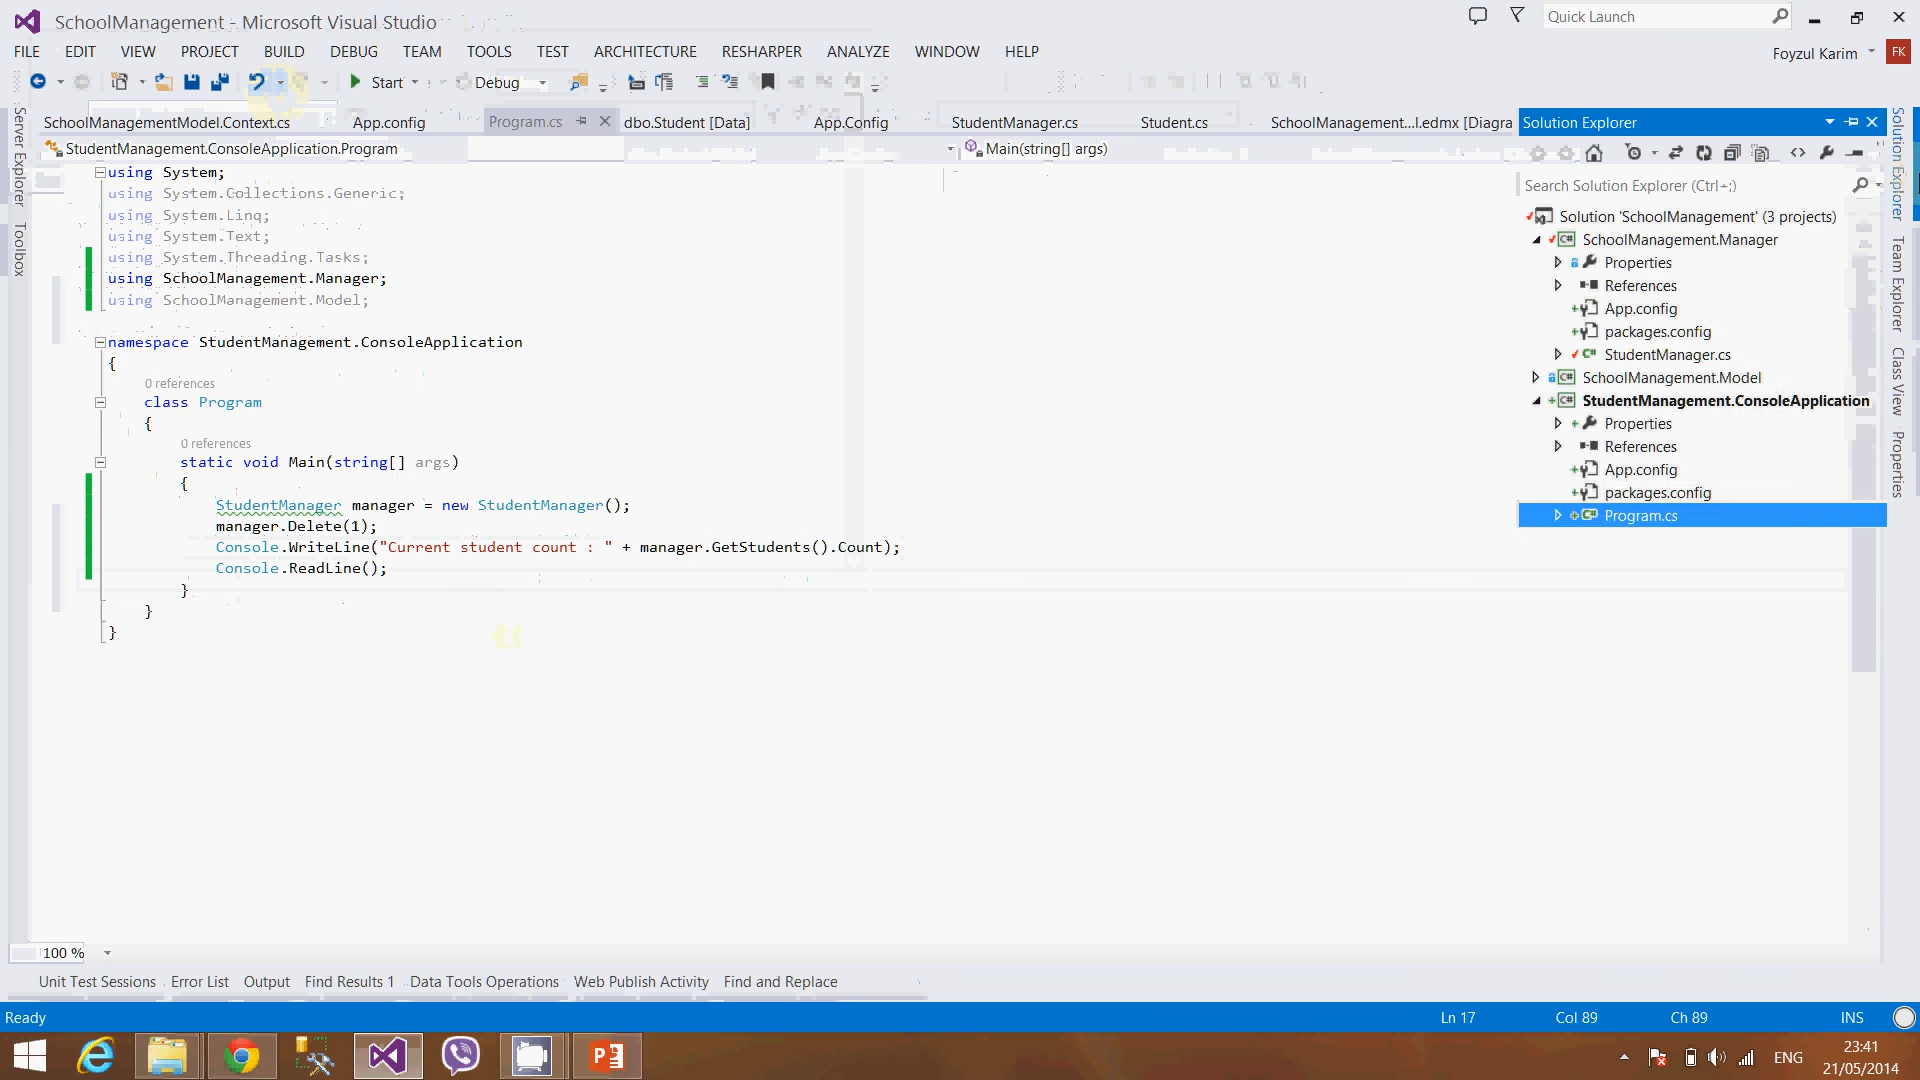 SchoolManagement - Microsoft Visual Studio
Quick Launch
FILE EDIT VIEW PROJECT BUILD DEBUG TEAM TOOLS TEST ARCHITECTURE RESHARPER ANALYZE WINDOW HELP
Foyzul Karim FK
Start Debug
SchoolManagementModel.Context.cs App.config Program.cs dbo.Student [Data] App.Config StudentManager.cs Student.cs SchoolManagement...l.edmx [Diagra
StudentManagement.ConsoleApplication.Program Main(string[] args)
Server Explorer
Toolbox
using System;
using System.Collections.Generic;
using System.Linq;
using System.Text;
using System.Threading.Tasks;
using SchoolManagement.Manager;
using SchoolManagement.Model;
namespace StudentManagement.ConsoleApplication
{
0 references
class Program
{
0 references
static void Main(string[] args)
{
StudentManager manager = new StudentManager();
manager.Delete(1);
Console.WriteLine("Current student count : " + manager.GetStudents().Count);
Console.ReadLine();
}
}
}
Solution Explorer
Search Solution Explorer (Ctrl+;)
Solution 'SchoolManagement' (3 projects)
SchoolManagement.Manager
Properties
References
App.config
packages.config
StudentManager.cs
SchoolManagement.Model
StudentManagement.ConsoleApplication
Properties
References
App.config
packages.config
Program.cs
Solution Explorer
Team Explorer
Class View
Properties
100 %
Unit Test Sessions Error List Output Find Results 1 Data Tools Operations Web Publish Activity Find and Replace
Ready Ln 17 Col 89 Ch 89 INS
ENG
23:41
21/05/2014